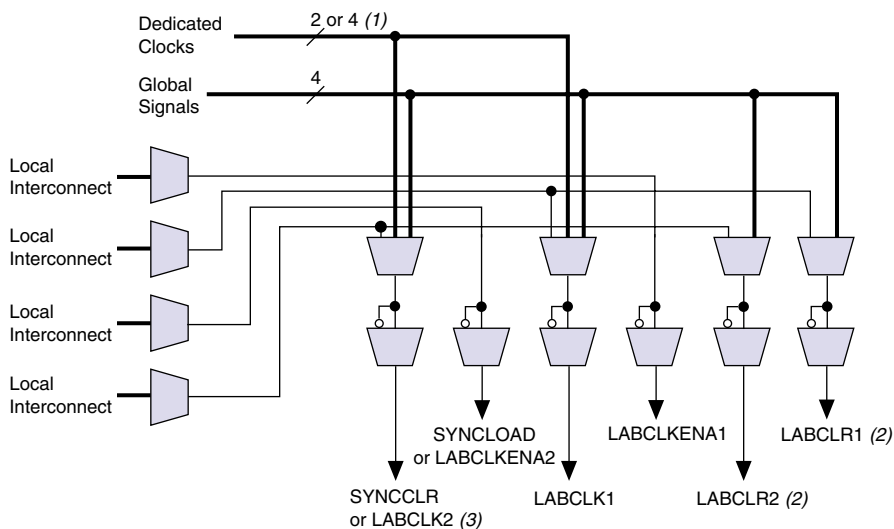 Dedicated
Clocks
2 or 4 (1)
Global
Signals
4
Local
Interconnect
Local
Interconnect
Local
Interconnect
Local
Interconnect
SYNCLOAD
or LABCLKENA2
LABCLKENA1
LABCLR1 (2)
SYNCCLR
or LABCLK2 (3)
LABCLK1
LABCLR2 (2)